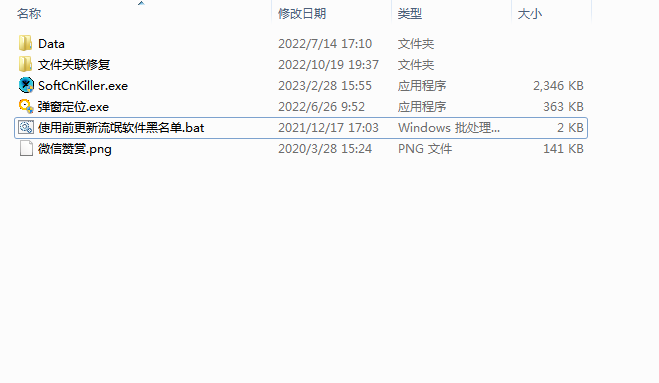 名称 修改日期 类型 大小
Data 2022/7/14 17:10 文件夹
文件关联修复 2022/10/19 19:37 文件夹
SoftCnKiller.exe 2023/2/28 15:55 应用程序 2,346 KB
弹窗定位.exe 2022/6/26 9:52 应用程序 363 KB
使用前更新流氓软件黑名单.bat 2021/12/17 17:03 Windows 批处理... 2 KB
微信赞赏.png 2020/3/28 15:24 PNG 文件 141 KB